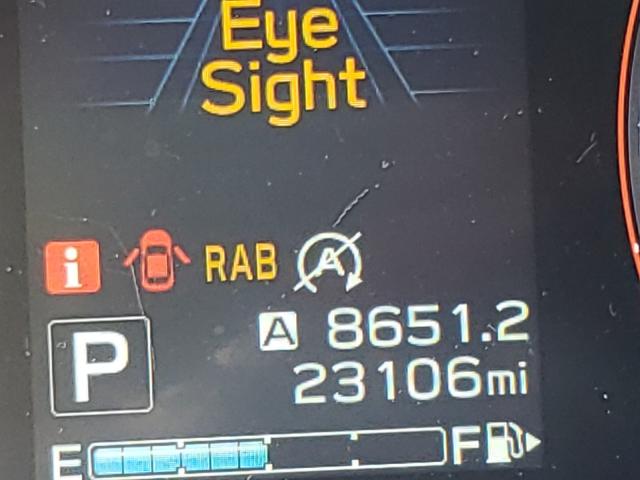 Eye
Sight
i RAB A
P A 8651.2
23106mi
E F